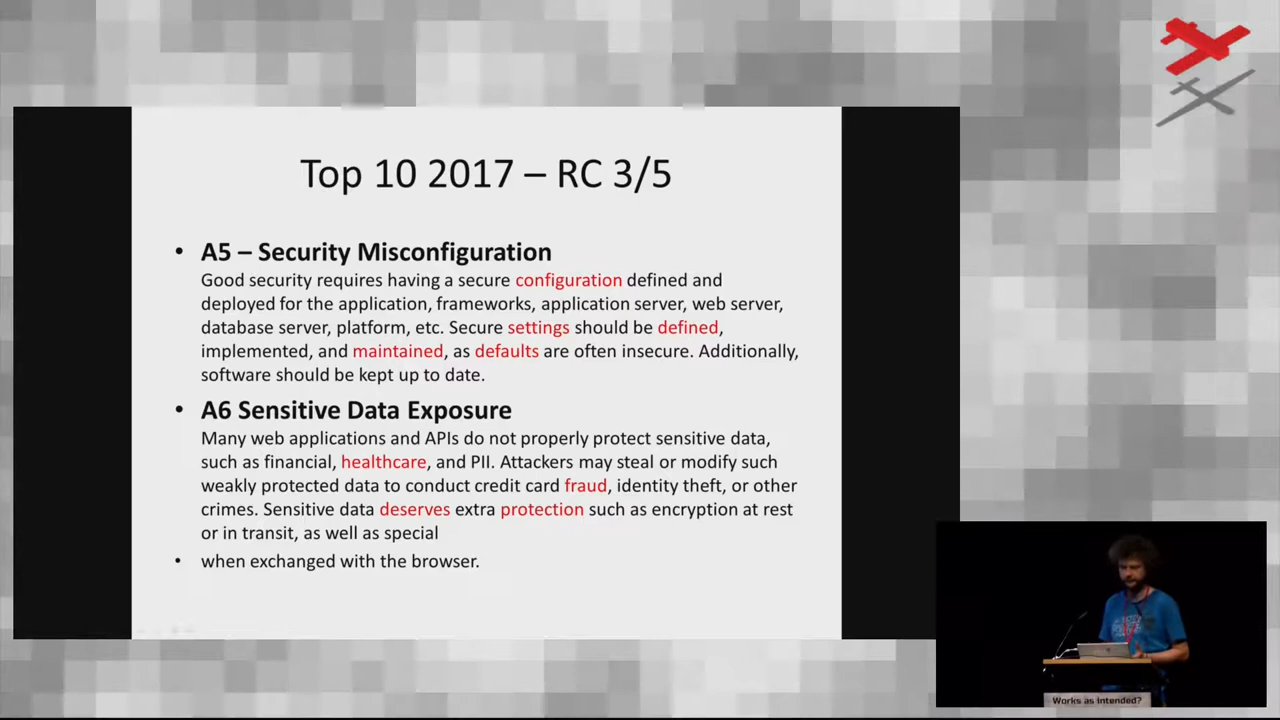 Top 10 2017 – RC 3/5
• A5 – Security Misconfiguration
Good security requires having a secure configuration defined and
deployed for the application, frameworks, application server, web server,
database server, platform, etc. Secure settings should be defined,
implemented, and maintained, as defaults are often insecure. Additionally,
software should be kept up to date.
• A6 Sensitive Data Exposure
Many web applications and APIs do not properly protect sensitive data,
such as financial, healthcare, and PII. Attackers may steal or modify such
weakly protected data to conduct credit card fraud, identity theft, or other
crimes. Sensitive data deserves extra protection such as encryption at rest
or in transit, as well as special
• when exchanged with the browser.
Works as intended?